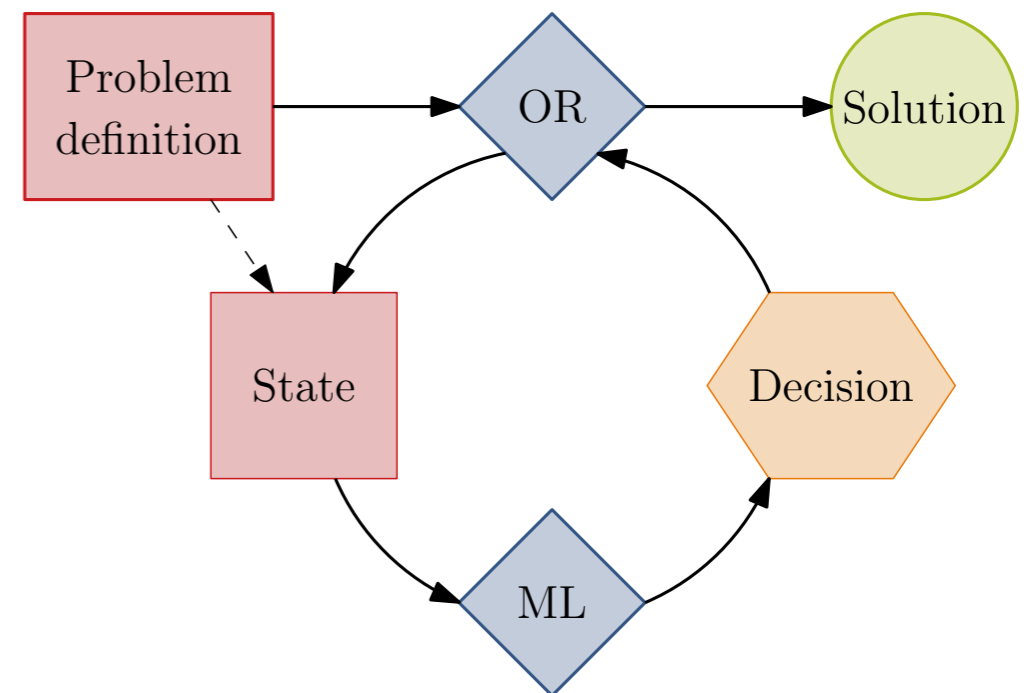 Problem
definition
OR
Solution
State
Decision
ML